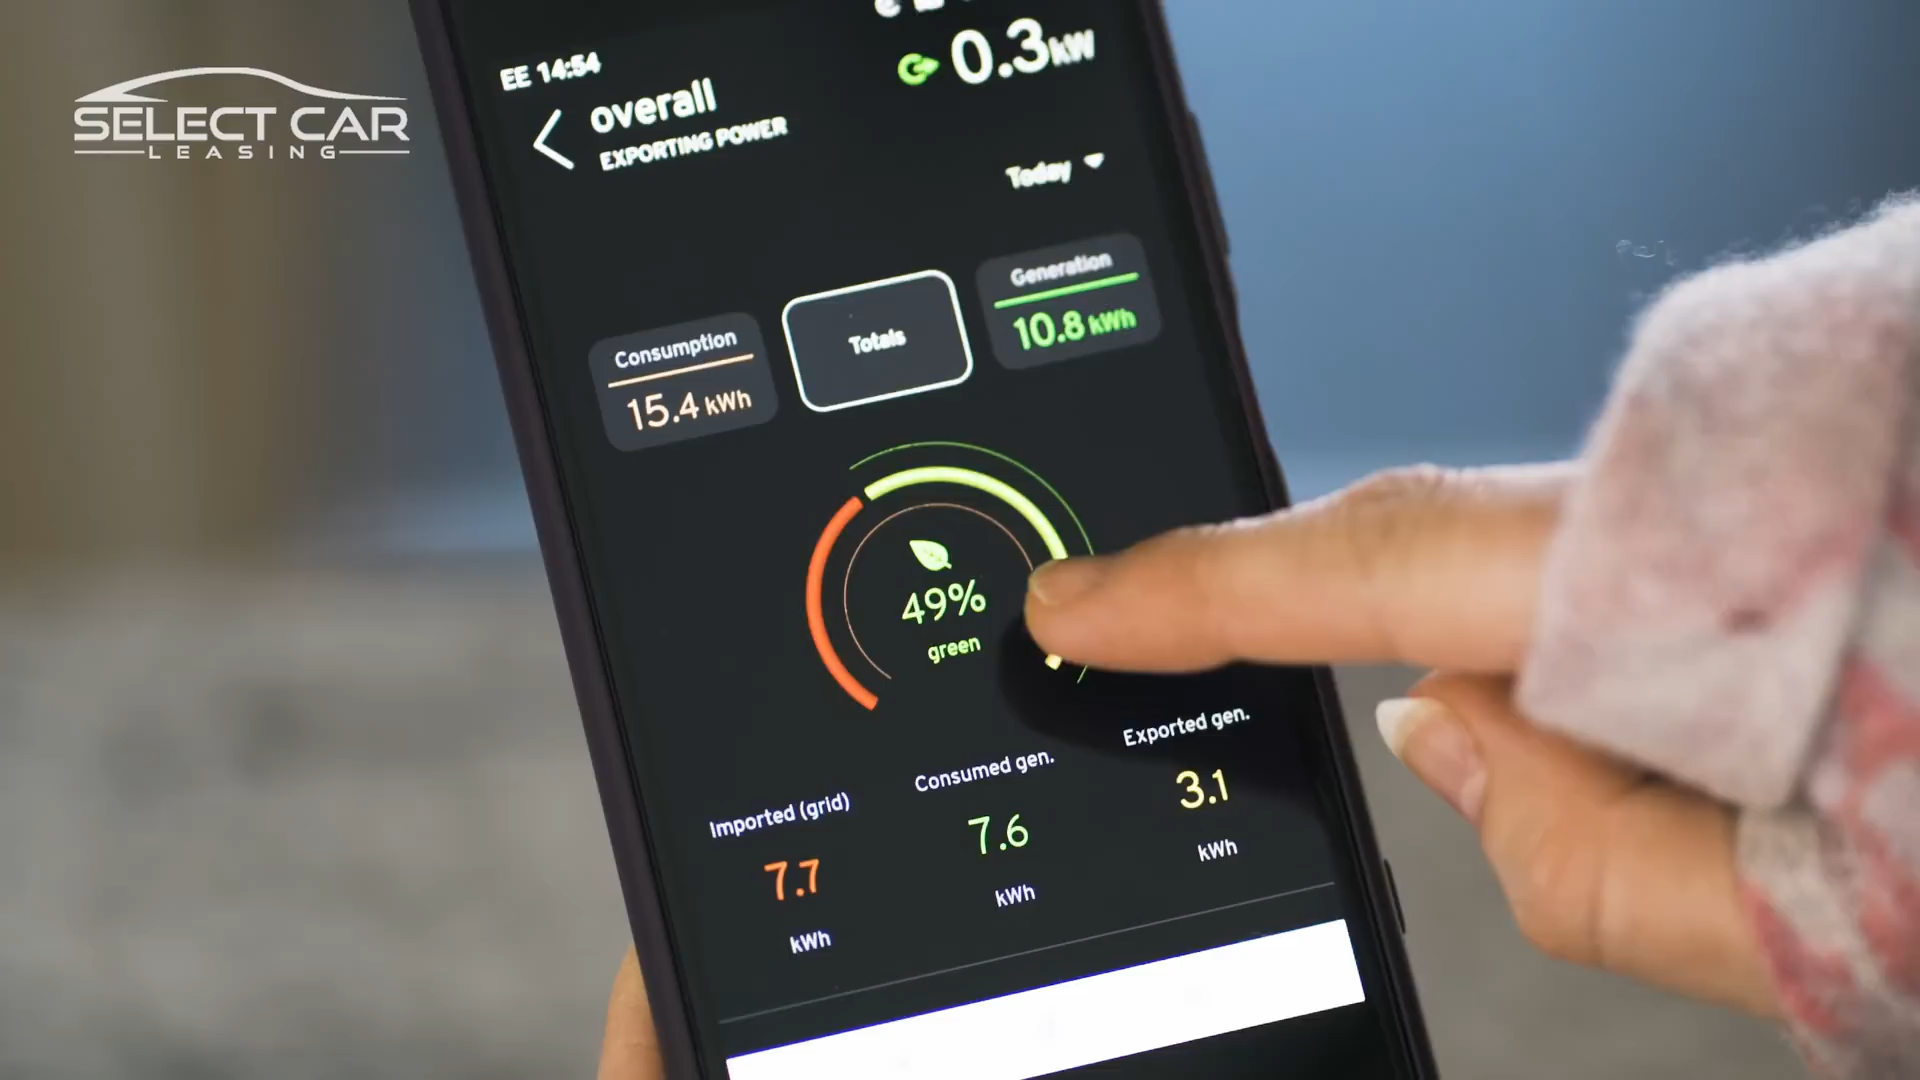 SELECT CAR
LEASING
EE 14:54
0.3kW
overall
EXPORTING POWER
Today
Consumption
15.4 kWh
Totals
Generation
10.8 kWh
49%
green
Imported (grid)
7.7
kWh
Consumed gen.
7.6
kWh
Exported gen.
3.1
kWh